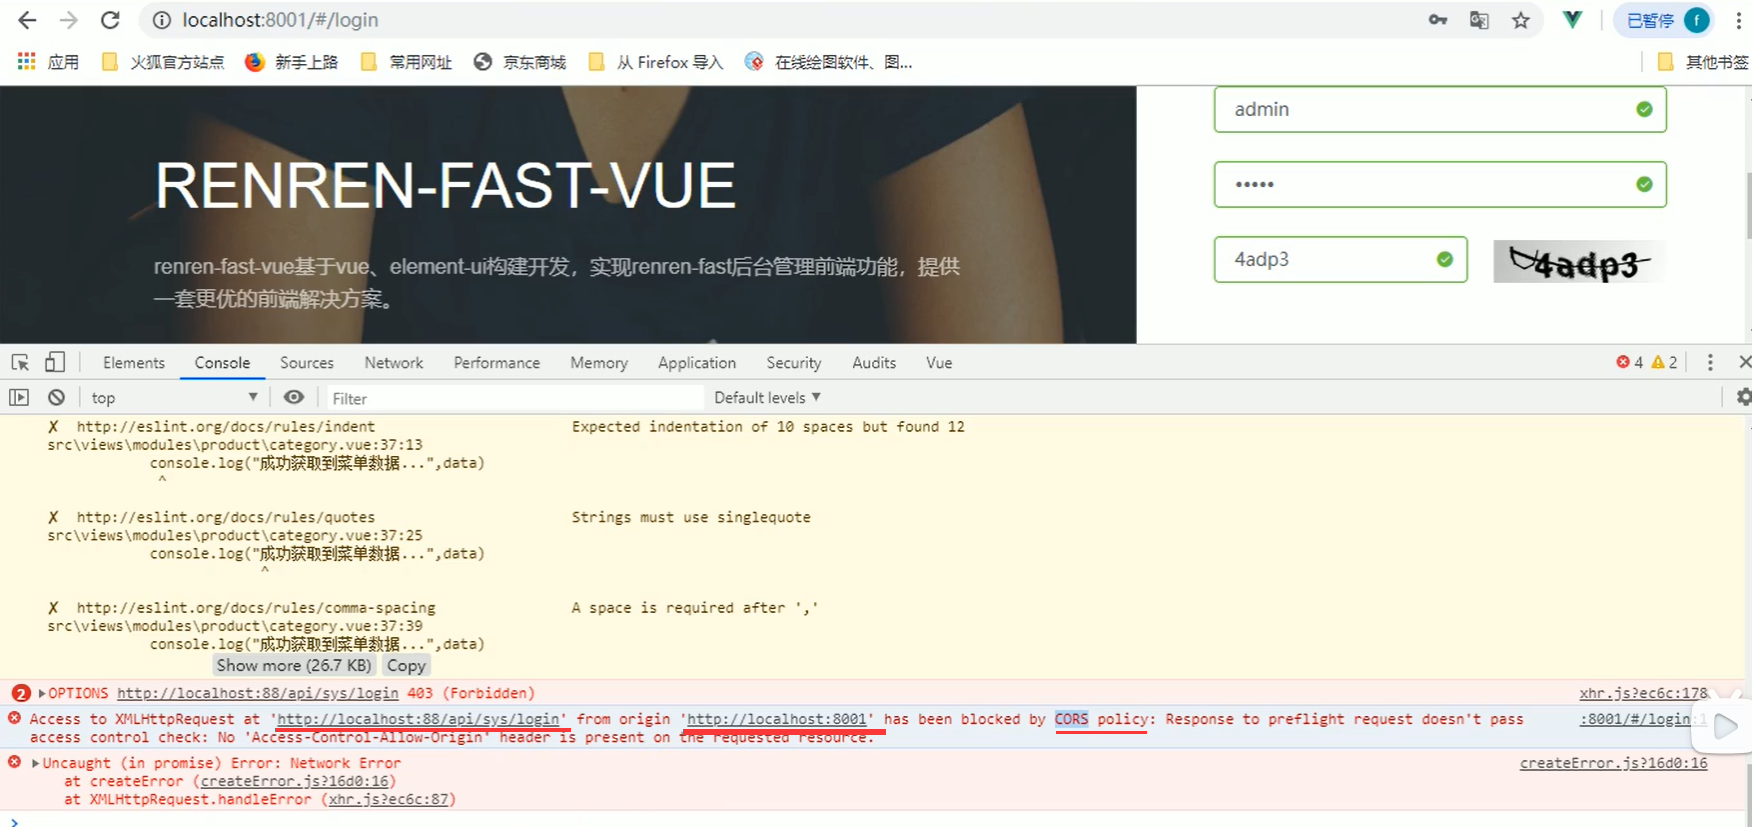 localhost:8001/#/login
已暂停 f
应用 火狐官方站点 新手上路 常用网址 京东商城 从 Firefox 导入 在线绘图软件、图... 其他书签
admin
RENREN-FAST-VUE
•••••
renren-fast-vue基于vue、element-ui构建开发，实现renren-fast后台管理前端功能，提供
一套更优的前端解决方案。
4adp3 4adp3
Elements Console Sources Network Performance Memory Application Security Audits Vue 4 2
top Filter Default levels ▼
✗ http://eslint.org/docs/rules/indent Expected indentation of 10 spaces but found 12
src\views\modules\product\category.vue:37:13
console.log("成功获取到菜单数据...",data)
^
✗ http://eslint.org/docs/rules/quotes Strings must use singlequote
src\views\modules\product\category.vue:37:25
console.log("成功获取到菜单数据...",data)
^
✗ http://eslint.org/docs/rules/comma-spacing A space is required after ','
src\views\modules\product\category.vue:37:39
console.log("成功获取到菜单数据...",data)
Show more (26.7 KB) Copy
2 ▸OPTIONS http://localhost:88/api/sys/login 403 (Forbidden) xhr.js?ec6c:178
Access to XMLHttpRequest at 'http://localhost:88/api/sys/login' from origin 'http://localhost:8001' has been blocked by CORS policy: Response to preflight request doesn't pass :8001/#/login:1
access control check: No 'Access-Control-Allow-Origin' header is present on the requested resource.
▸Uncaught (in promise) Error: Network Error createError.js?16d0:16
at createError (createError.js?16d0:16)
at XMLHttpRequest.handleError (xhr.js?ec6c:87)
>